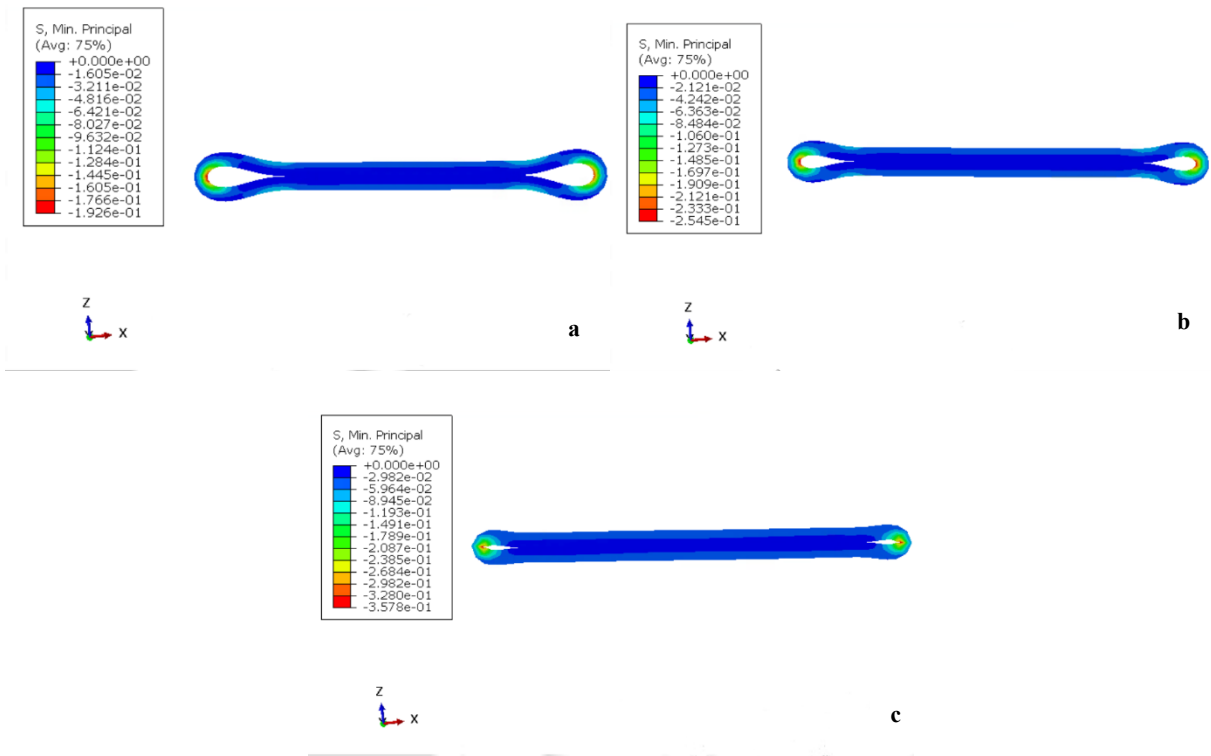 S, Min. Principal
(Avg: 75%)
+0.000e+00
-1.605e-02
-3.211e-02
-4.816e-02
-6.421e-02
-8.027e-02
-9.632e-02
-1.124e-01
-1.284e-01
-1.445e-01
-1.605e-01
-1.766e-01
-1.926e-01
Z
X
a
S, Min. Principal
(Avg: 75%)
+0.000e+00
-2.121e-02
-4.242e-02
-6.363e-02
-8.484e-02
-1.060e-01
-1.273e-01
-1.485e-01
-1.697e-01
-1.909e-01
-2.121e-01
-2.333e-01
-2.545e-01
Z
X
b
S, Min. Principal
(Avg: 75%)
+0.000e+00
-2.982e-02
-5.964e-02
-8.945e-02
-1.193e-01
-1.491e-01
-1.789e-01
-2.087e-01
-2.385e-01
-2.684e-01
-2.982e-01
-3.280e-01
-3.578e-01
Z
X
c